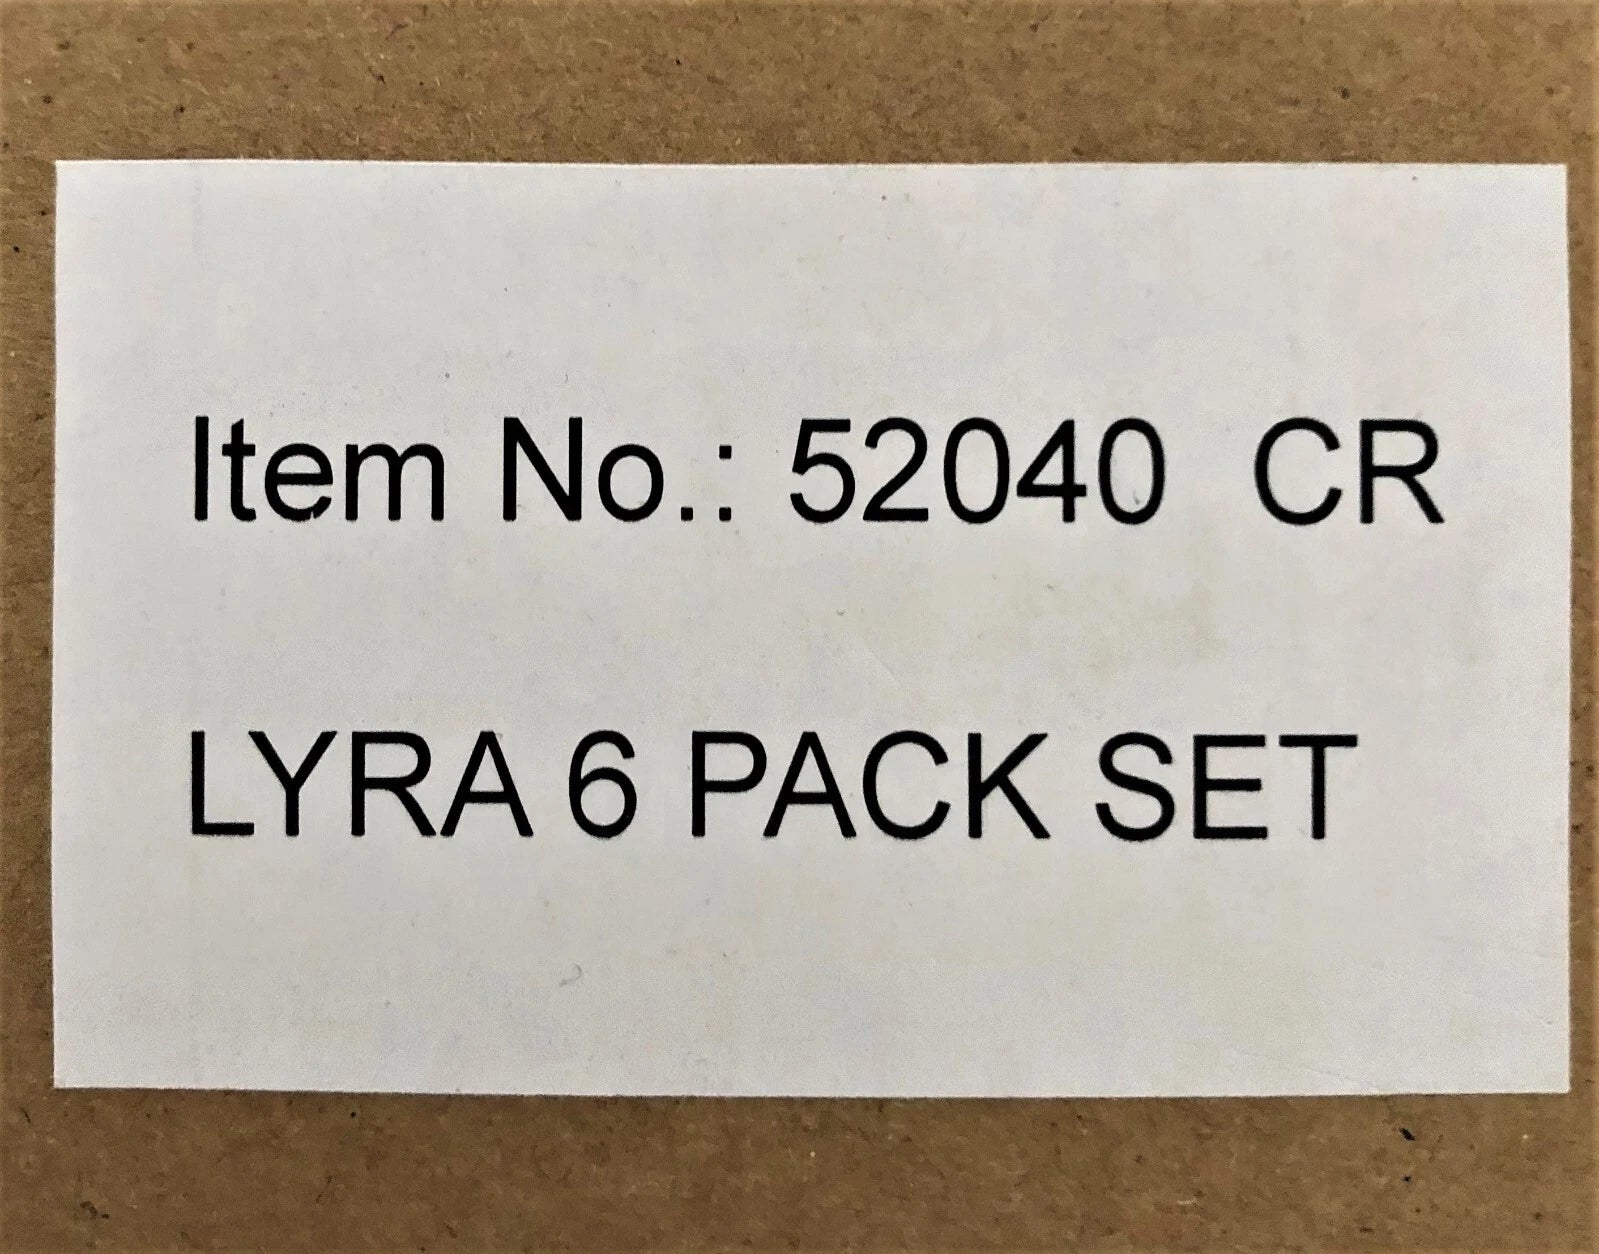 Item No.: 52040 CR
LYRA 6 PACK SET